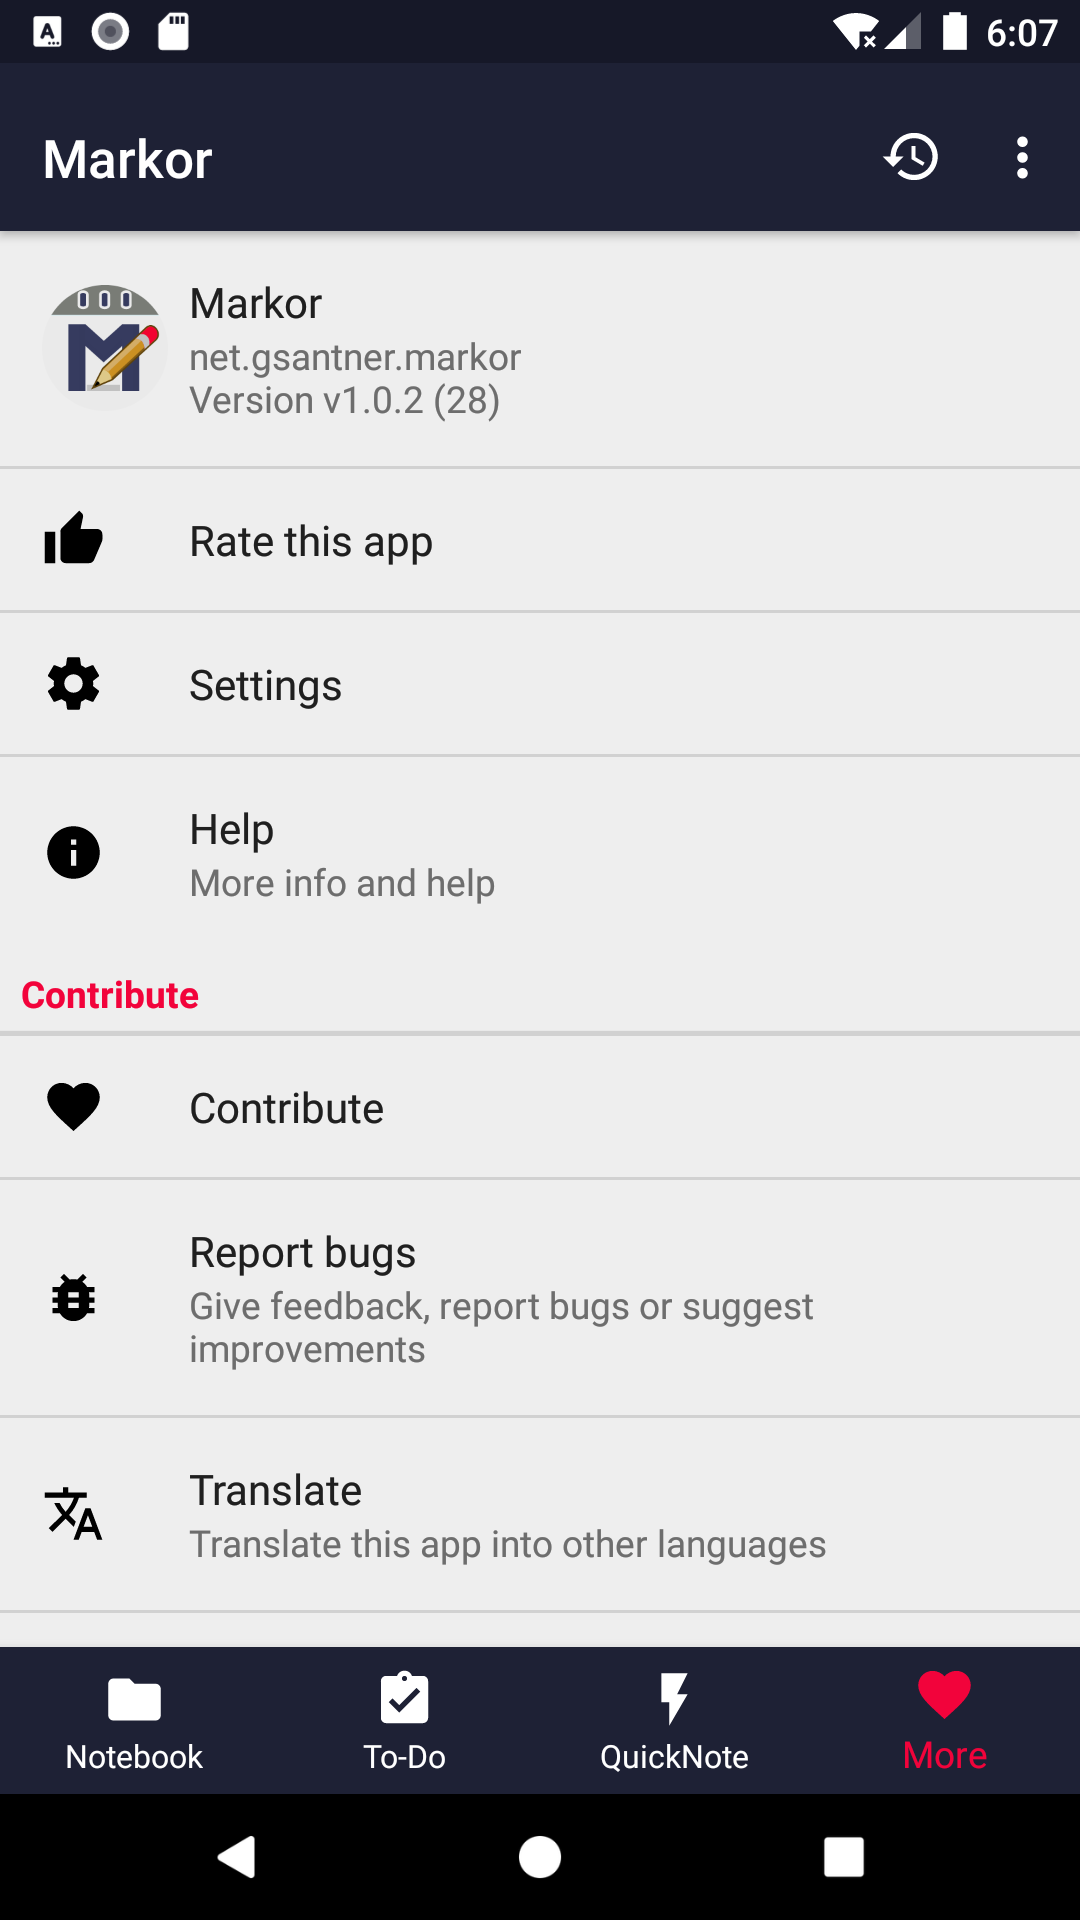 6:07
Markor
Markor
net.gsantner.markor
Version v1.0.2 (28)
Rate this app
Settings
Help
More info and help
Contribute
Contribute
Report bugs
Give feedback, report bugs or suggest
improvements
Translate
Translate this app into other languages
Notebook
To-Do
QuickNote
More